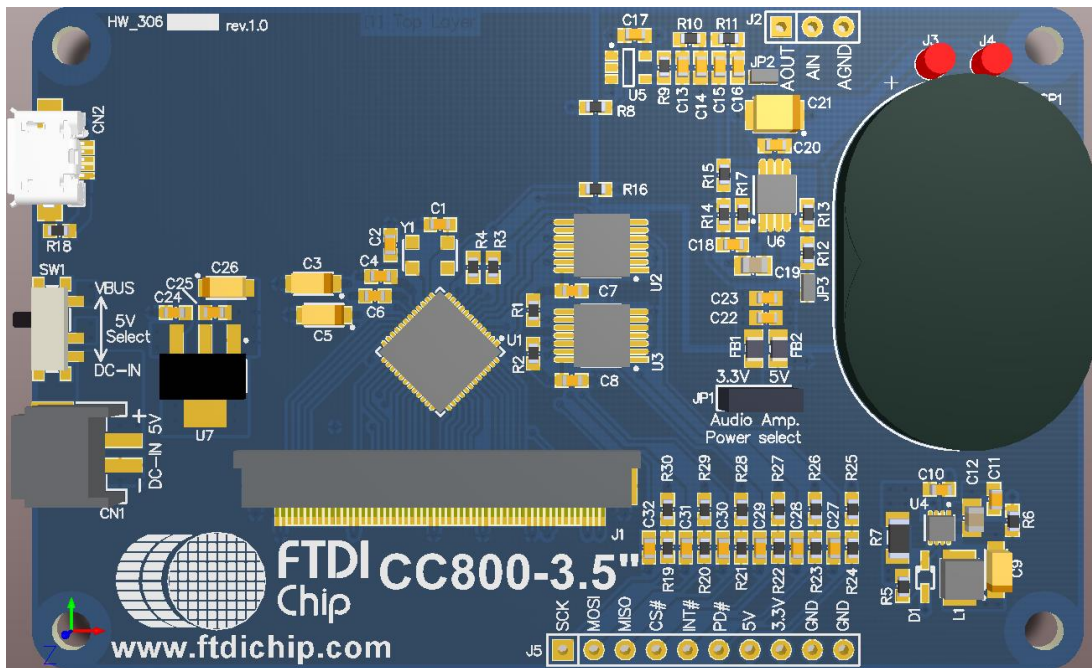 HW_306 rev.1.0
C17
R10
R11
J2
AOUT
AIN
AGND
J3
J4
JP2
U5
R9
C13
C14
C15
C16
+
C21
CN2
R8
C20
R15
R17
R16
R14
R13
U6
R18
C1
C2
Y1
R4
R3
C18
R12
C19
JP3
SW1
VBUS
5V
Select
DC-IN
C25
C26
C24
C3
C4
C6
C5
U2
C7
C23
C22
R1
U1
R2
U3
C8
FB1
FB2
3.3V 5V
JP1
Audio Amp.
Power select
U7
+
5V
DC-IN
CN1
R30
R29
R28
R27
R26
R25
C10
C12
C11
U4
R6
R7
J1
C32
C31
C30
C29
C28
C27
R19
R20
R21
R22
R23
R24
R5
D1
L1
C9
FTDI
Chip
CC800-3.5"
www.ftdichip.com
J5
SCK
MOSI
MISO
CS#
INT#
PD#
5V
3.3V
GND
GND
Z